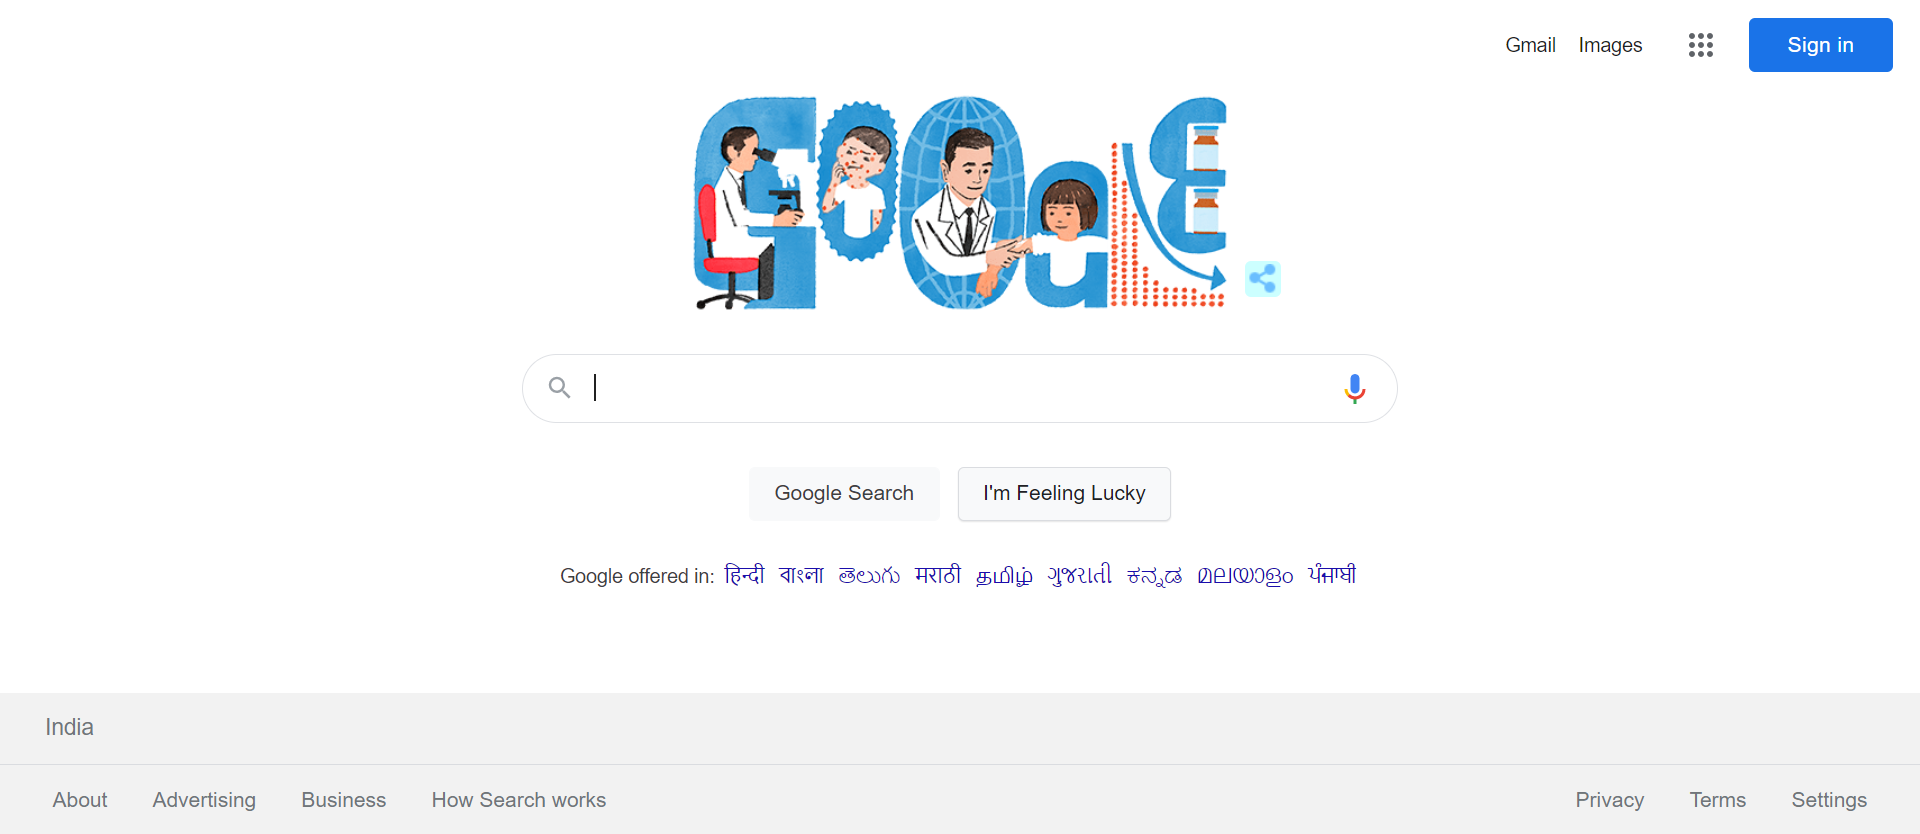 Gmail Images Sign in
GOOGLE
Google Search I'm Feeling Lucky
Google offered in: हिन्दी বাংলা తెలుగు मराठी தமிழ் ગુજરાતી ಕನ್ನಡ മലയാളം ਪੰਜਾਬੀ
India
About Advertising Business How Search works Privacy Terms Settings